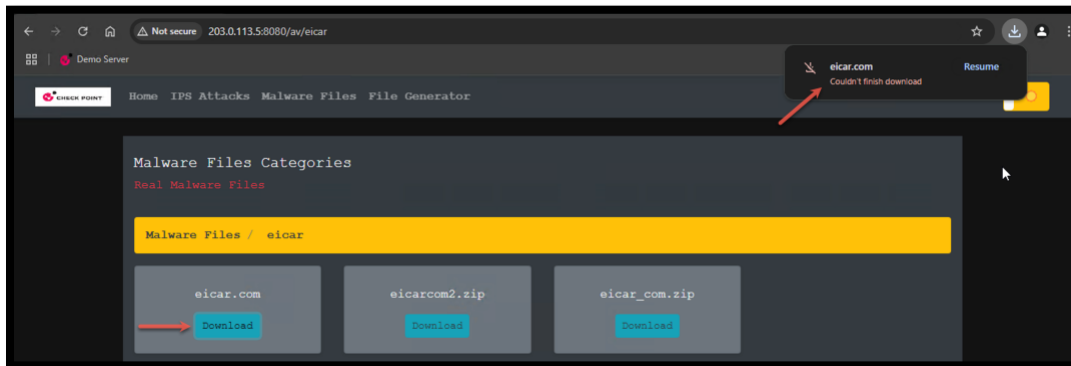 Not secure 203.0.113.5:8080/av/eicar
Demo Server
eicar.com Resume
Couldn't finish download
CHECK POINT Home IPS Attacks Malware Files File Generator
Malware Files Categories
Real Malware Files
Malware Files / eicar
eicar.com eicarcom2.zip eicar_com.zip
Download Download Download